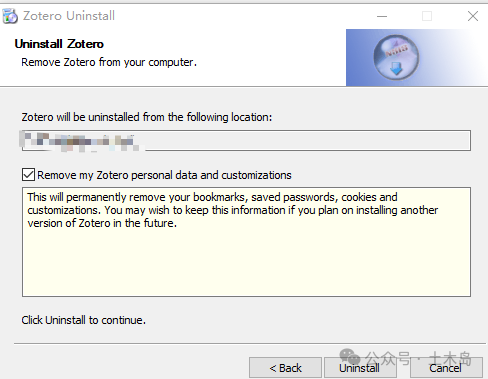 Zotero Uninstall
Uninstall Zotero
Remove Zotero from your computer.
Zotero will be uninstalled from the following location:
Remove my Zotero personal data and customizations
This will permanently remove your bookmarks, saved passwords, cookies and
customizations. You may wish to keep this information if you plan on installing another
version of Zotero in the future.
Click Uninstall to continue.
< Back
Uninstall
Cancel
公众号 · 土木岛